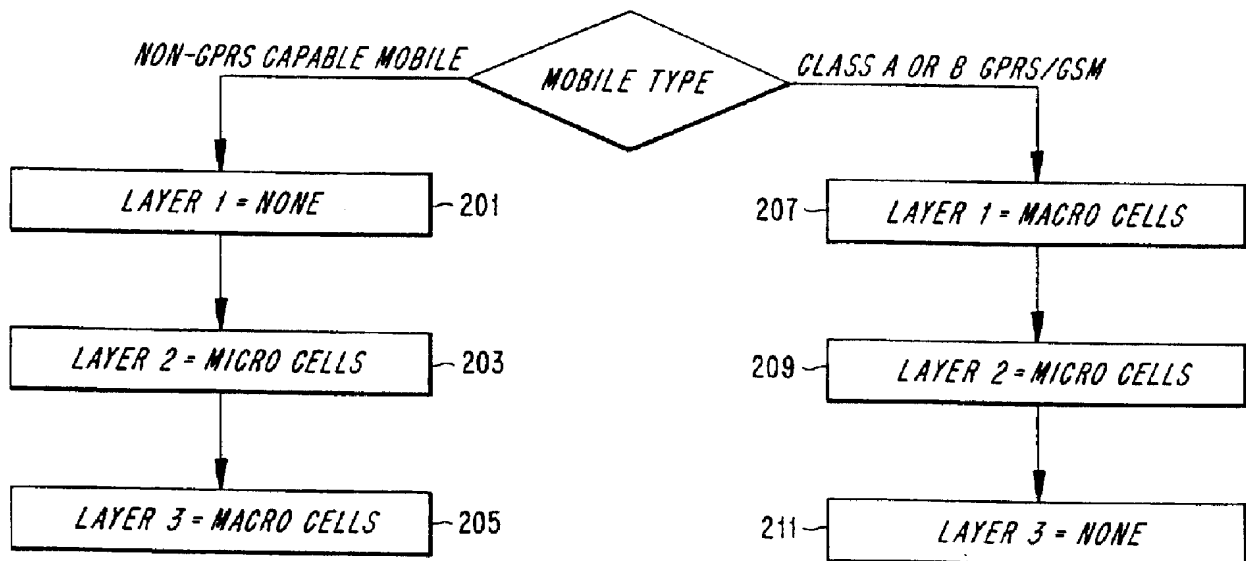 MOBILE TYPE
NON-GPRS CAPABLE MOBILE
CLASS A OR B GPRS/GSM
LAYER 1 = NONE
201
207
LAYER 1 = MACRO CELLS
LAYER 2 = MICRO CELLS
203
209
LAYER 2 = MICRO CELLS
LAYER 3 = MACRO CELLS
205
211
LAYER 3 = NONE